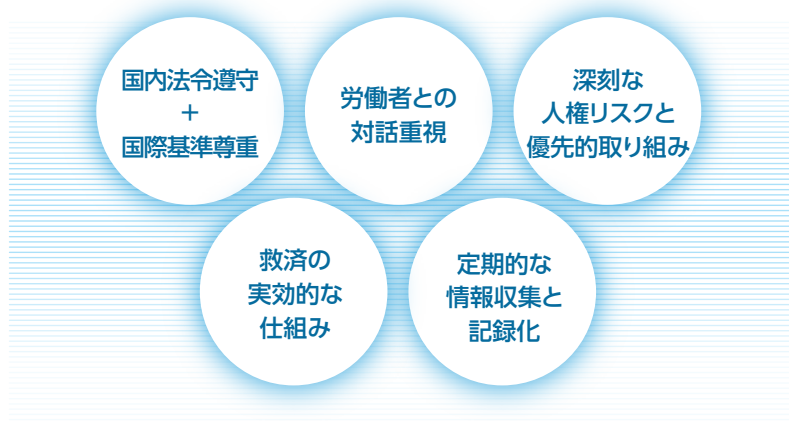 国内法令遵守
＋
国際基準尊重
労働者との
対話重視
深刻な
人権リスクと
優先的取り組み
救済の
実効的な
仕組み
定期的な
情報収集と
記録化